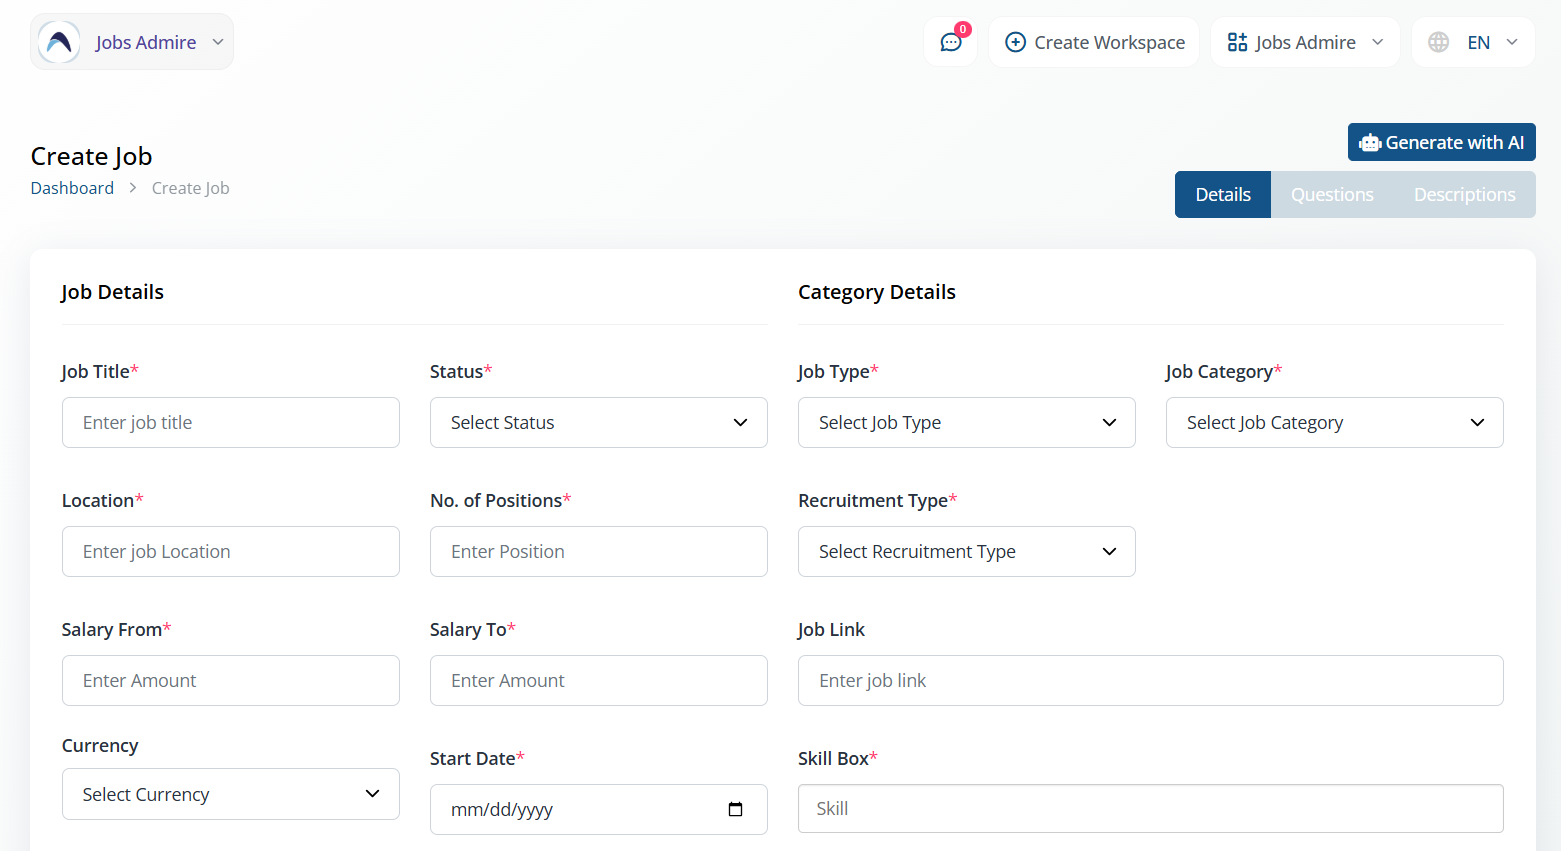 Jobs Admire
0
Create Workspace
Jobs Admire
EN
Create Job
Dashboard > Create Job
Generate with AI
Details Questions Descriptions
Job Details
Category Details
Job Title*
Status*
Job Type*
Job Category*
Enter job title
Select Status
Select Job Type
Select Job Category
Location*
No. of Positions*
Recruitment Type*
Enter job Location
Enter Position
Select Recruitment Type
Salary From*
Salary To*
Job Link
Enter Amount
Enter Amount
Enter job link
Currency
Start Date*
Skill Box*
Select Currency
mm/dd/yyyy
Skill